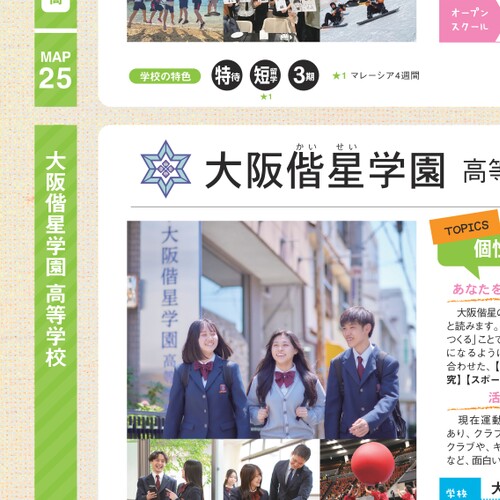 オープン
スクール
MAP
25
学校の特色
特待
短留学
3期
★1 マレーシア4週間
★1
大阪偕星学園 高等学校
かい せい
大阪偕星学園 高等
大阪偕星学園 高
TOPICS
個性
あなたを
大阪偕星の
と読みます。
つくる」ことで
になるように
合わせた、【
究】【スポー
活
現在運動
あり、クラブ
クラブや、キ
など、面白い
学校